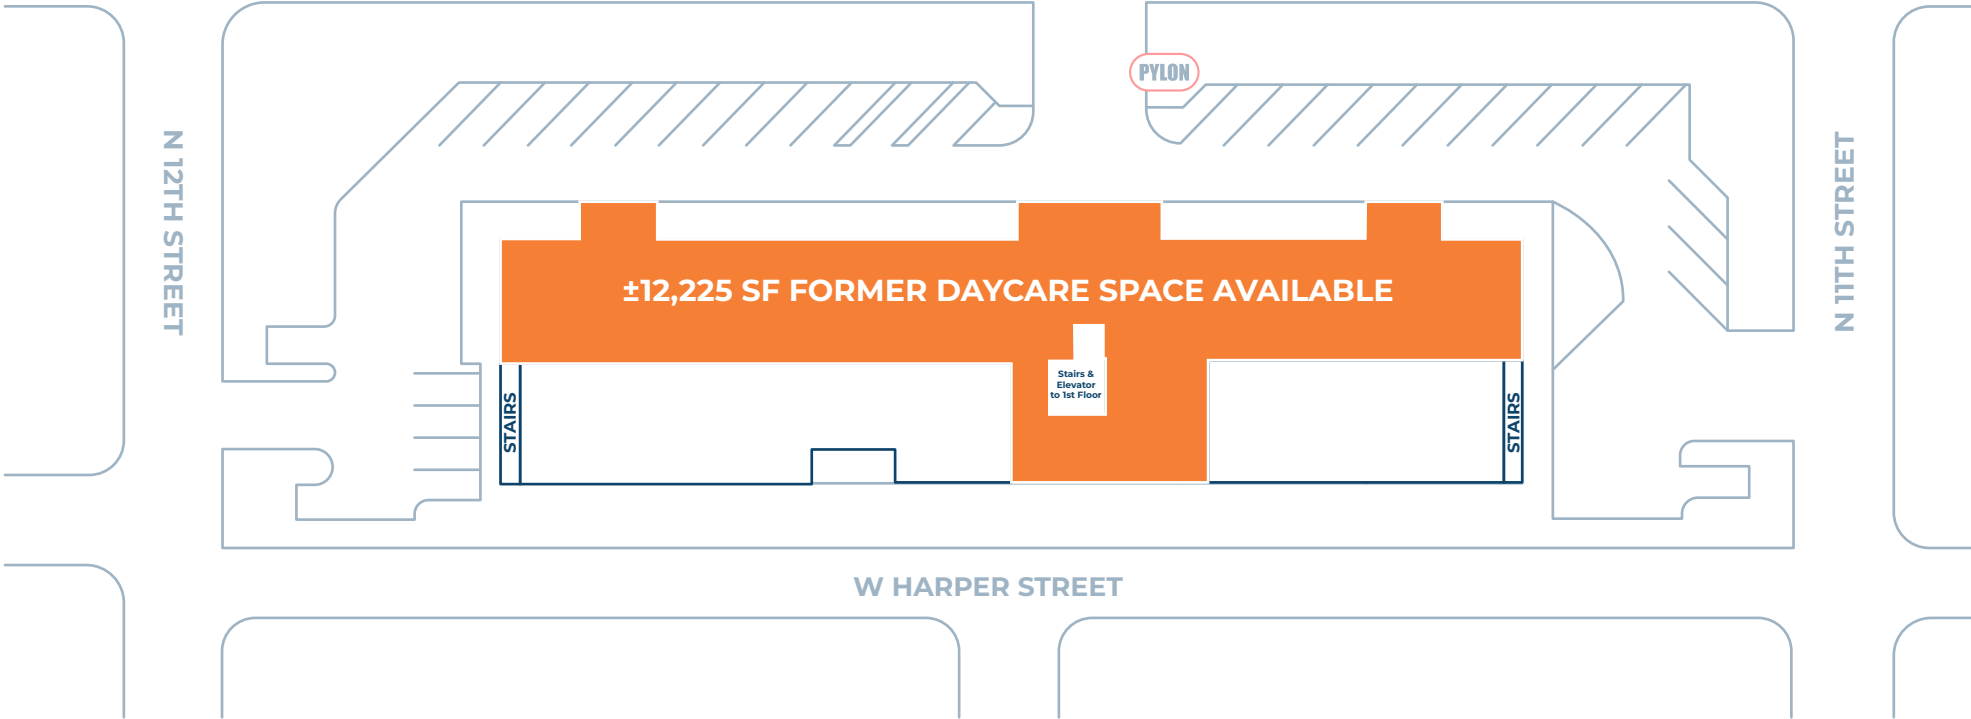 PYLON
N 12TH STREET
N 11TH STREET
±12,225 SF FORMER DAYCARE SPACE AVAILABLE
Stairs &
Elevator
to 1st Floor
STAIRS
STAIRS
W HARPER STREET